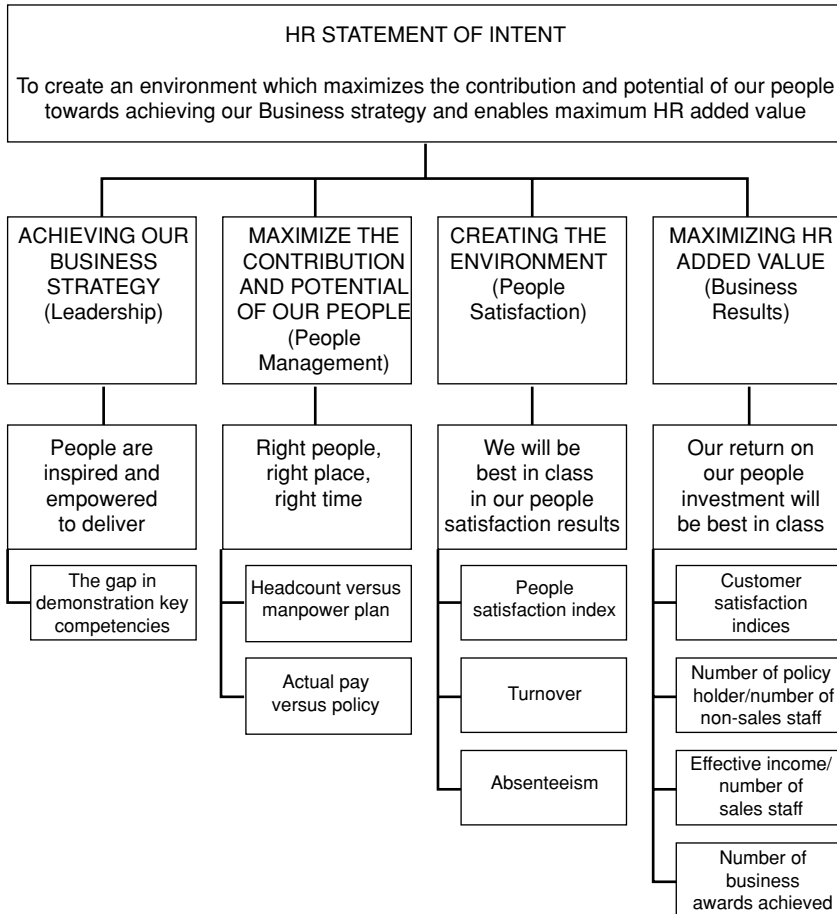 HR STATEMENT OF INTENT
To create an environment which maximizes the contribution and potential of our people
towards achieving our Business strategy and enables maximum HR added value
ACHIEVING OUR
BUSINESS
STRATEGY
(Leadership)
MAXIMIZE THE
CONTRIBUTION
AND POTENTIAL
OF OUR PEOPLE
(People
Management)
CREATING THE
ENVIRONMENT
(People
Satisfaction)
MAXIMIZING HR
ADDED VALUE
(Business
Results)
People are
inspired and
empowered
to deliver
Right people,
right place,
right time
We will be
best in class
in our people
satisfaction results
Our return on
our people
investment will
be best in class
The gap in
demonstration key
competencies
Headcount versus
manpower plan
Actual pay
versus policy
People
satisfaction index
Turnover
Absenteeism
Customer
satisfaction
indices
Number of policy
holder/number of
non-sales staff
Effective income/
number of
sales staff
Number of
business
awards achieved